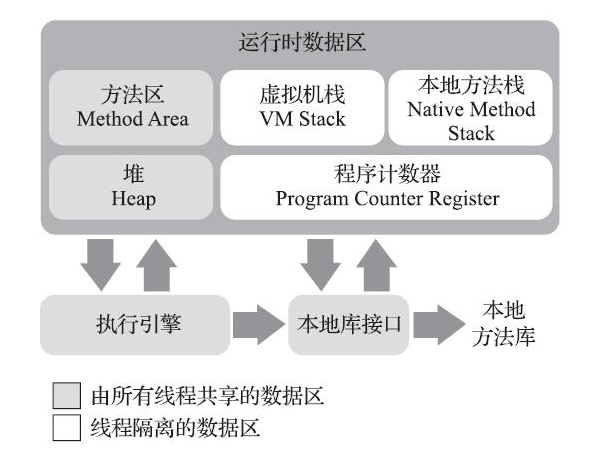 运行时数据区
方法区
Method Area
虚拟机栈
VM Stack
本地方法栈
Native Method
Stack
堆
Heap
程序计数器
Program Counter Register
执行引擎
本地库接口
本地
方法库
由所有线程共享的数据区
线程隔离的数据区